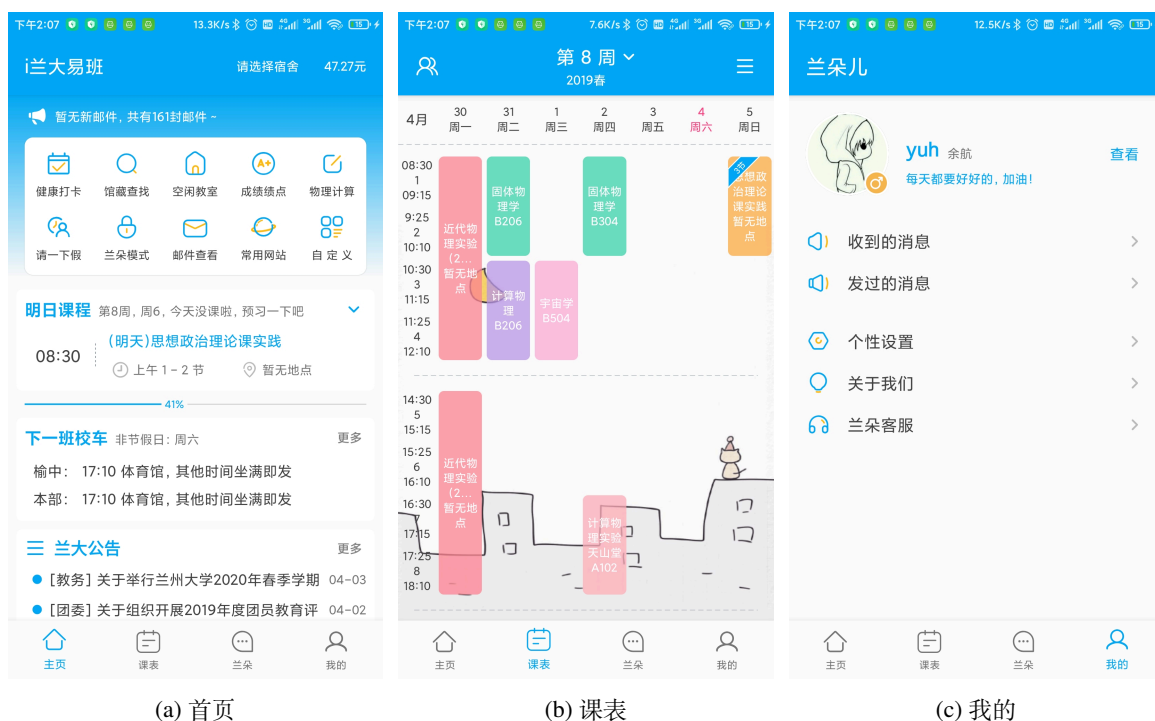 下午2:07 13.3K/s HD 4G 3G 15
i兰大易班 请选择宿舍 47.27元
暂无新邮件, 共有161封邮件 ~
健康打卡 馆藏查找 空闲教室 成绩绩点 物理计算
请一下假 兰朵模式 邮件查看 常用网站 自 定 义
明日课程 第8周, 周6, 今天没课啦, 预习一下吧
08:30
(明天)思想政治理论课实践
上午 1 - 2 节 暂无地点
41%
下一班校车 非节假日: 周六 更多
榆中: 17:10 体育馆, 其他时间坐满即发
本部: 17:10 体育馆, 其他时间坐满即发
兰大公告 更多
[教务] 关于举行兰州大学2020年春季学期 04-03
[团委] 关于组织开展2019年度团员教育评 04-02
主页 课表 兰朵 我的
(a) 首页
下午2:07 7.6K/s HD 4G 3G 15
第 8 周
2019春
4月 30 31 1 2 3 4 5
周一 周二 周三 周四 周五 周六 周日
08:30
1
09:15
9:25
2
10:10
10:30
3
11:15
11:25
4
12:10
14:30
5
15:15
15:25
6
16:10
16:30
7
17:15
17:25
8
18:10
近代物
理实验
(2...
暂无地
点
固体物
理学
B206
计算物
理
B206
宇宙学
B504
固体物
理学
B304
3节
思想政
治理论
课实践
暂无地
点
近代物
理实验
(2...
暂无地
点
计算物
理实验
天山堂
A102
主页 课表 兰朵 我的
(b) 课表
下午2:07 12.5K/s HD 4G 3G 15
兰朵儿
yuh 余航 查看
每天都要好好的, 加油!
收到的消息
发过的消息
个性设置
关于我们
兰朵客服
主页 课表 兰朵 我的
(c) 我的